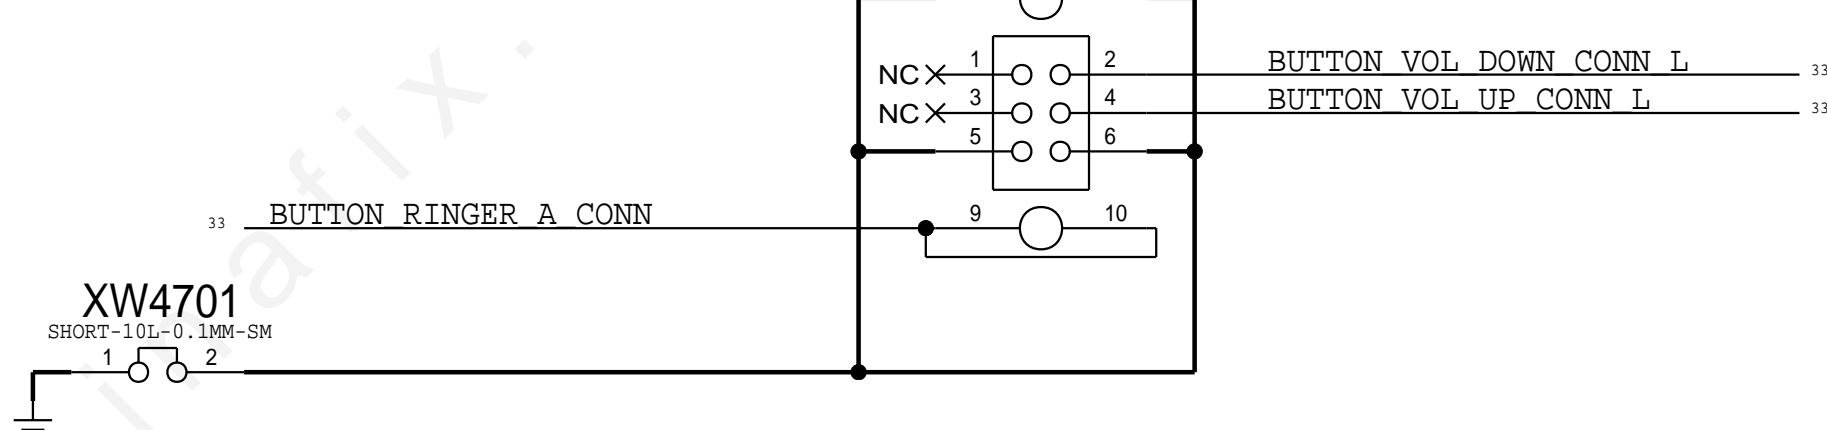 NC 1 2 BUTTON_VOL_DOWN_CONN_L 33
NC 3 4 BUTTON_VOL_UP_CONN_L 33
5 6
33 BUTTON_RINGER_A_CONN 9 10
XW4701
SHORT-10L-0.1MM-SM
1 2
inafix.